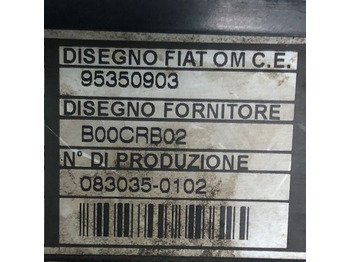 DISEGNO FIAT OM C.E.
95350903
DISEGNO FORNITORE
B00CRB02
N° DI PRODUZIONE
083035-0102